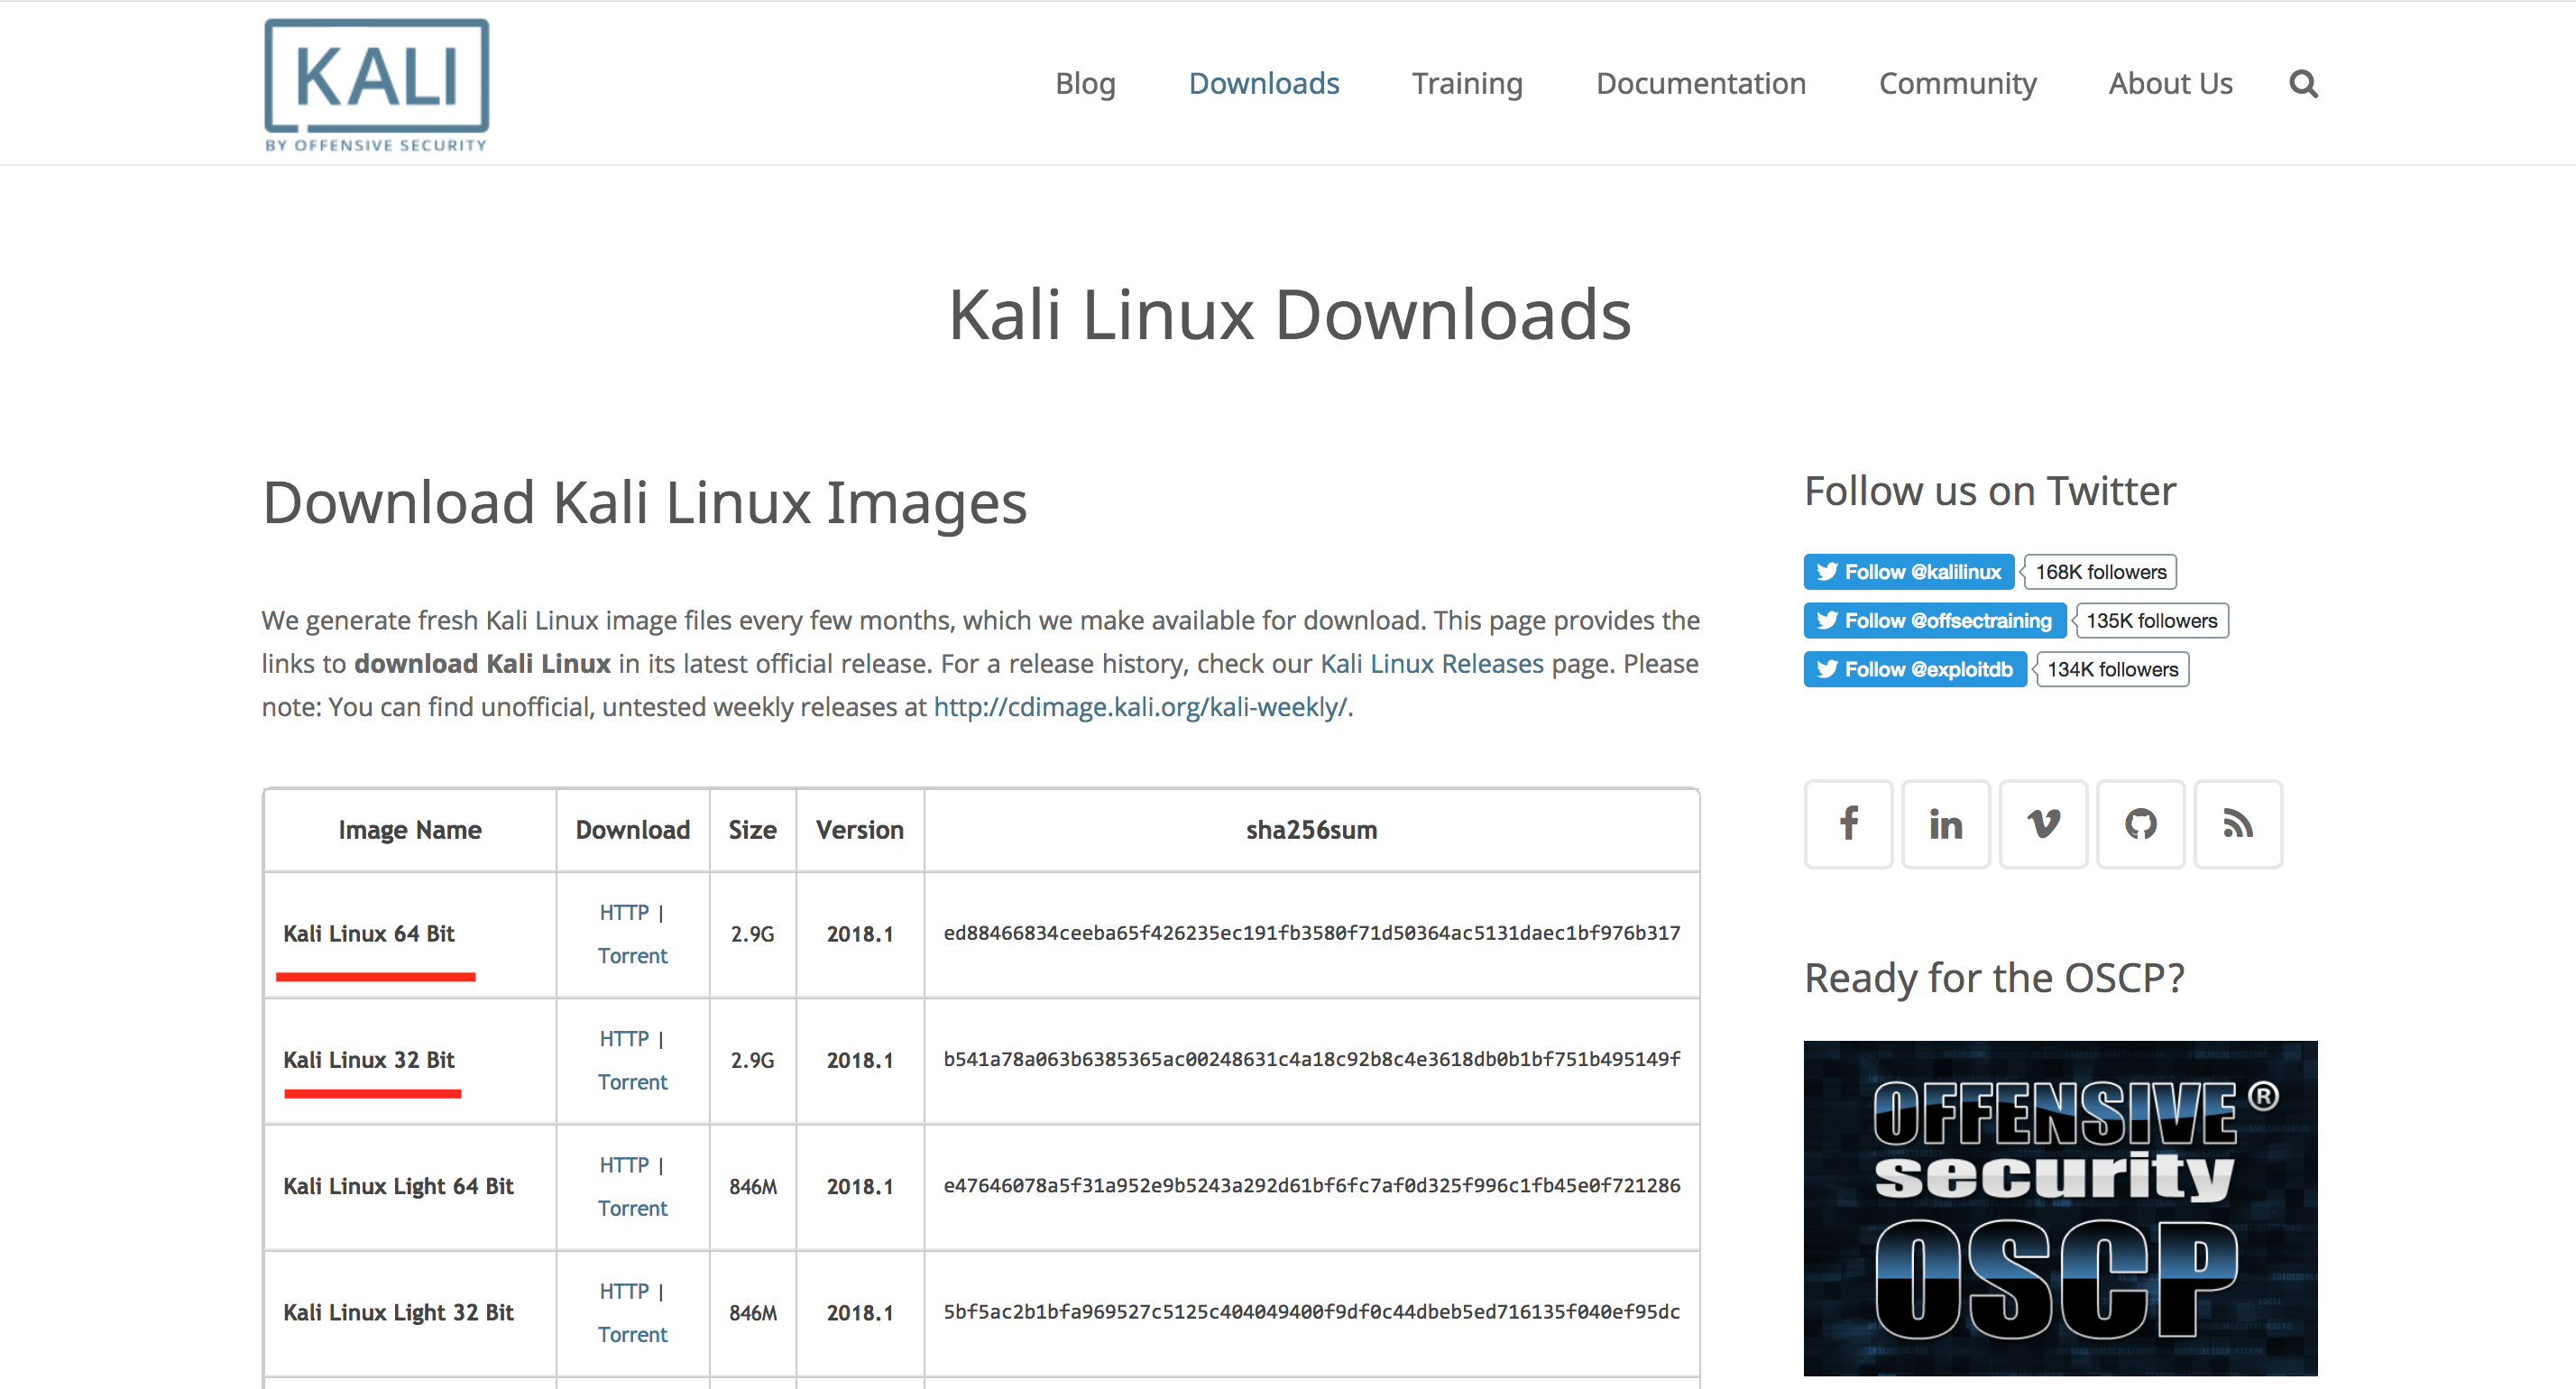 KALI
BY OFFENSIVE SECURITY
Blog Downloads Training Documentation Community About Us
Kali Linux Downloads
Download Kali Linux Images
We generate fresh Kali Linux image files every few months, which we make available for download. This page provides the
links to download Kali Linux in its latest official release. For a release history, check our Kali Linux Releases page. Please
note: You can find unofficial, untested weekly releases at http://cdimage.kali.org/kali-weekly/.
Image Name Download Size Version sha256sum
Kali Linux 64 Bit HTTP | Torrent 2.9G 2018.1 ed88466834ceeba65f426235ec191fb3580f71d50364ac5131daec1bf976b317
Kali Linux 32 Bit HTTP | Torrent 2.9G 2018.1 b541a78a063b6385365ac00248631c4a18c92b8c4e3618db0b1bf751b495149f
Kali Linux Light 64 Bit HTTP | Torrent 846M 2018.1 e47646078a5f31a952e9b5243a292d61bf6fc7af0d325f996c1fb45e0f721286
Kali Linux Light 32 Bit HTTP | Torrent 846M 2018.1 5bf5ac2b1bfa969527c5125c404049400f9df0c44dbeb5ed716135f040ef95dc
Follow us on Twitter
Follow @kalilinux 168K followers
Follow @offsectraining 135K followers
Follow @exploitdb 134K followers
Ready for the OSCP?
OFFENSIVE®
security
OSCP